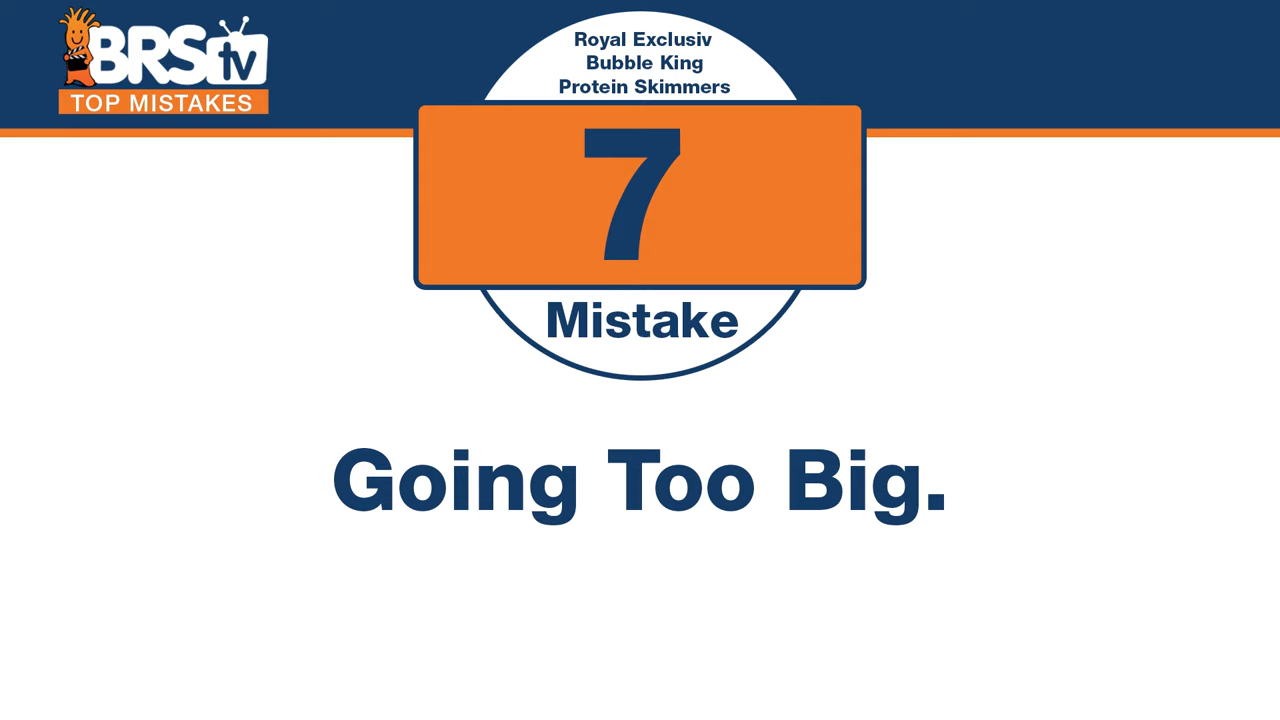 BRS
tv
TOP MISTAKES
Royal Exclusiv
Bubble King
Protein Skimmers
7
Mistake
Going Too Big.